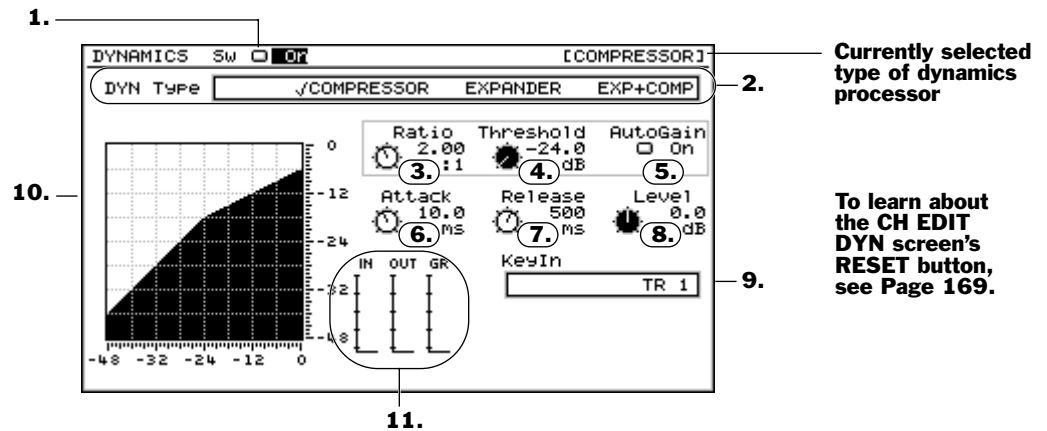 1.
DYNAMICS Sw On [COMPRESSOR]
Currently selected
type of dynamics
processor
DYN Type √COMPRESSOR EXPANDER EXP+COMP
2.
Ratio Threshold AutoGain
2.00 -24.0 On
:1 dB
3. 4. 5.
Attack Release Level
10.0 500 0.0
ms ms dB
6. 7. 8.
10.
0
-12
-24
-32
-48
-48 -32 -24 -12 0
IN OUT GR
KeyIn
TR 1
9.
11.
To learn about
the CH EDIT
DYN screen's
RESET button,
see Page 169.